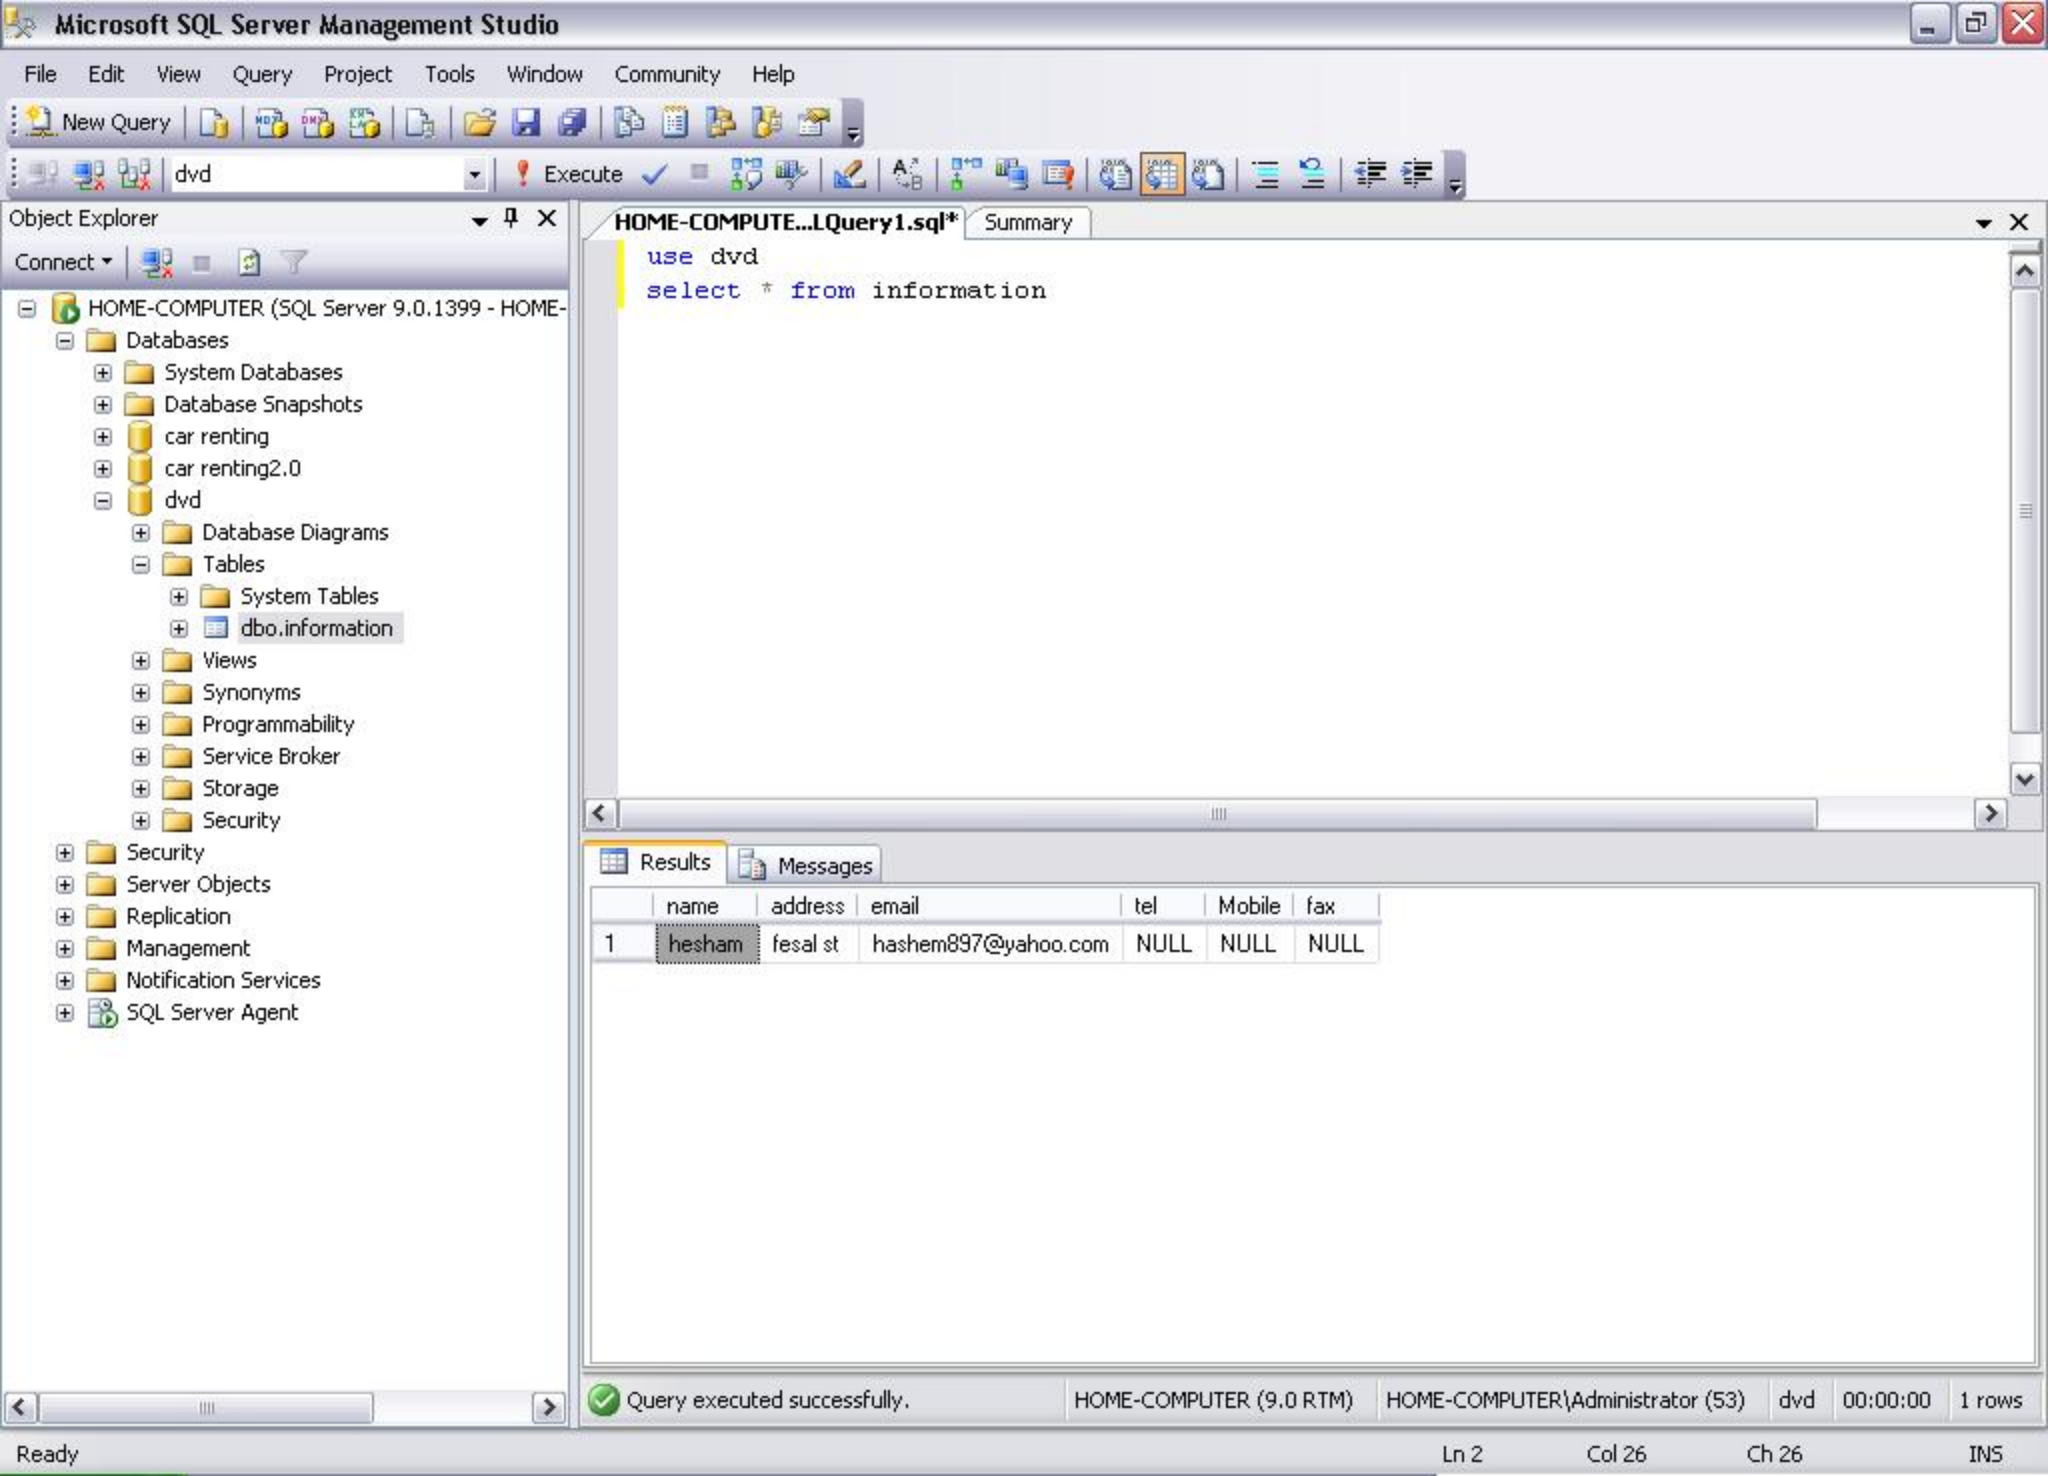 Microsoft SQL Server Management Studio
File Edit View Query Project Tools Window Community Help
New Query
dvd Execute
Object Explorer
Connect
HOME-COMPUTER (SQL Server 9.0.1399 - HOME-
Databases
System Databases
Database Snapshots
car renting
car renting2.0
dvd
Database Diagrams
Tables
System Tables
dbo.information
Views
Synonyms
Programmability
Service Broker
Storage
Security
Security
Server Objects
Replication
Management
Notification Services
SQL Server Agent
HOME-COMPUTE...LQuery1.sql* Summary
use dvd
select * from information
Results Messages
name address email tel Mobile fax
1 hesham fesal st hashem897@yahoo.com NULL NULL NULL
Query executed successfully. HOME-COMPUTER (9.0 RTM) HOME-COMPUTER\Administrator (53) dvd 00:00:00 1 rows
Ready Ln 2 Col 26 Ch 26 INS